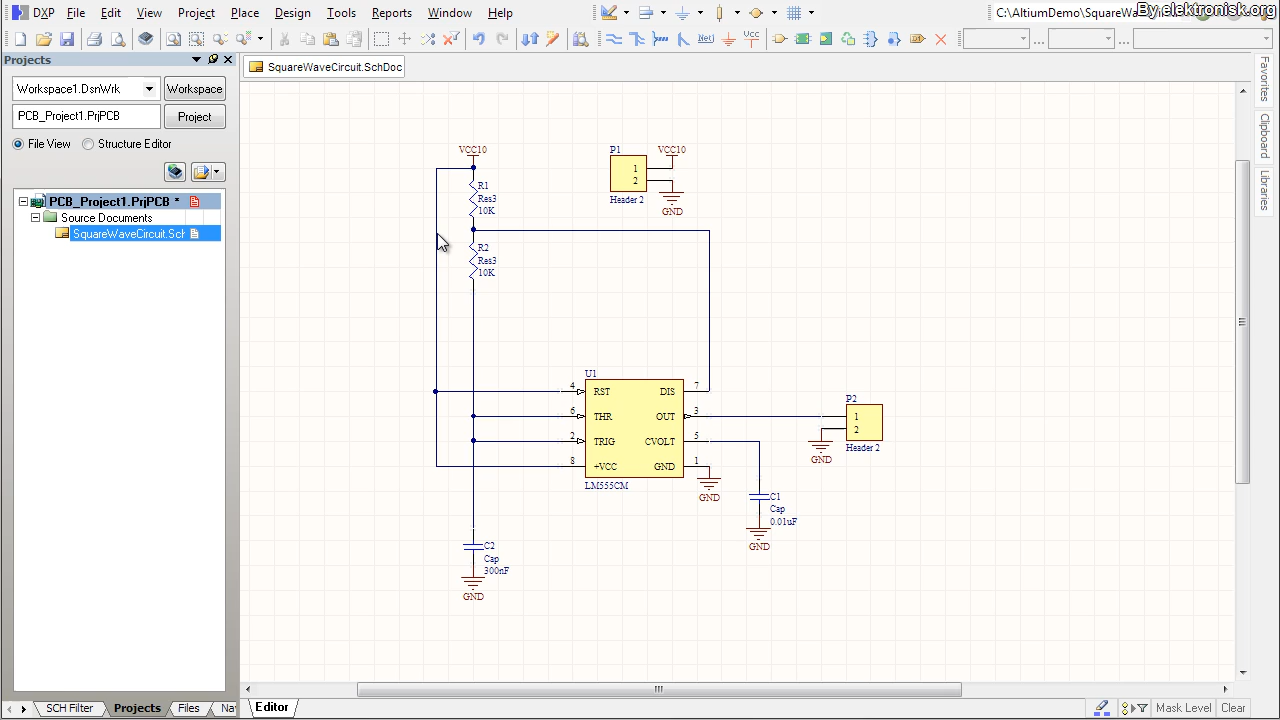 DXP File Edit View Project Place Design Tools Reports Window Help
C:\AltiumDemo\SquareWa
By elektronisk.org
Projects
SquareWaveCircuit.SchDoc
Workspace1.DsnWrk Workspace
PCB_Project1.PrjPCB Project
File View Structure Editor
PCB_Project1.PrjPCB *
Source Documents
SquareWaveCircuit.Sch
Net VCC
Favorites
Clipboard
Libraries
VCC10
R1
Res3
10K
R2
Res3
10K
P1
1
2
Header 2
VCC10
GND
U1
4 RST DIS 7
6 THR OUT 3
2 TRIG CVOLT 5
8 +VCC GND 1
LM555CM
GND
P2
1
2
Header 2
GND
C1
Cap
0.01uF
GND
C2
Cap
300nF
GND
SCH Filter Projects Files Na
Editor
Mask Level Clear